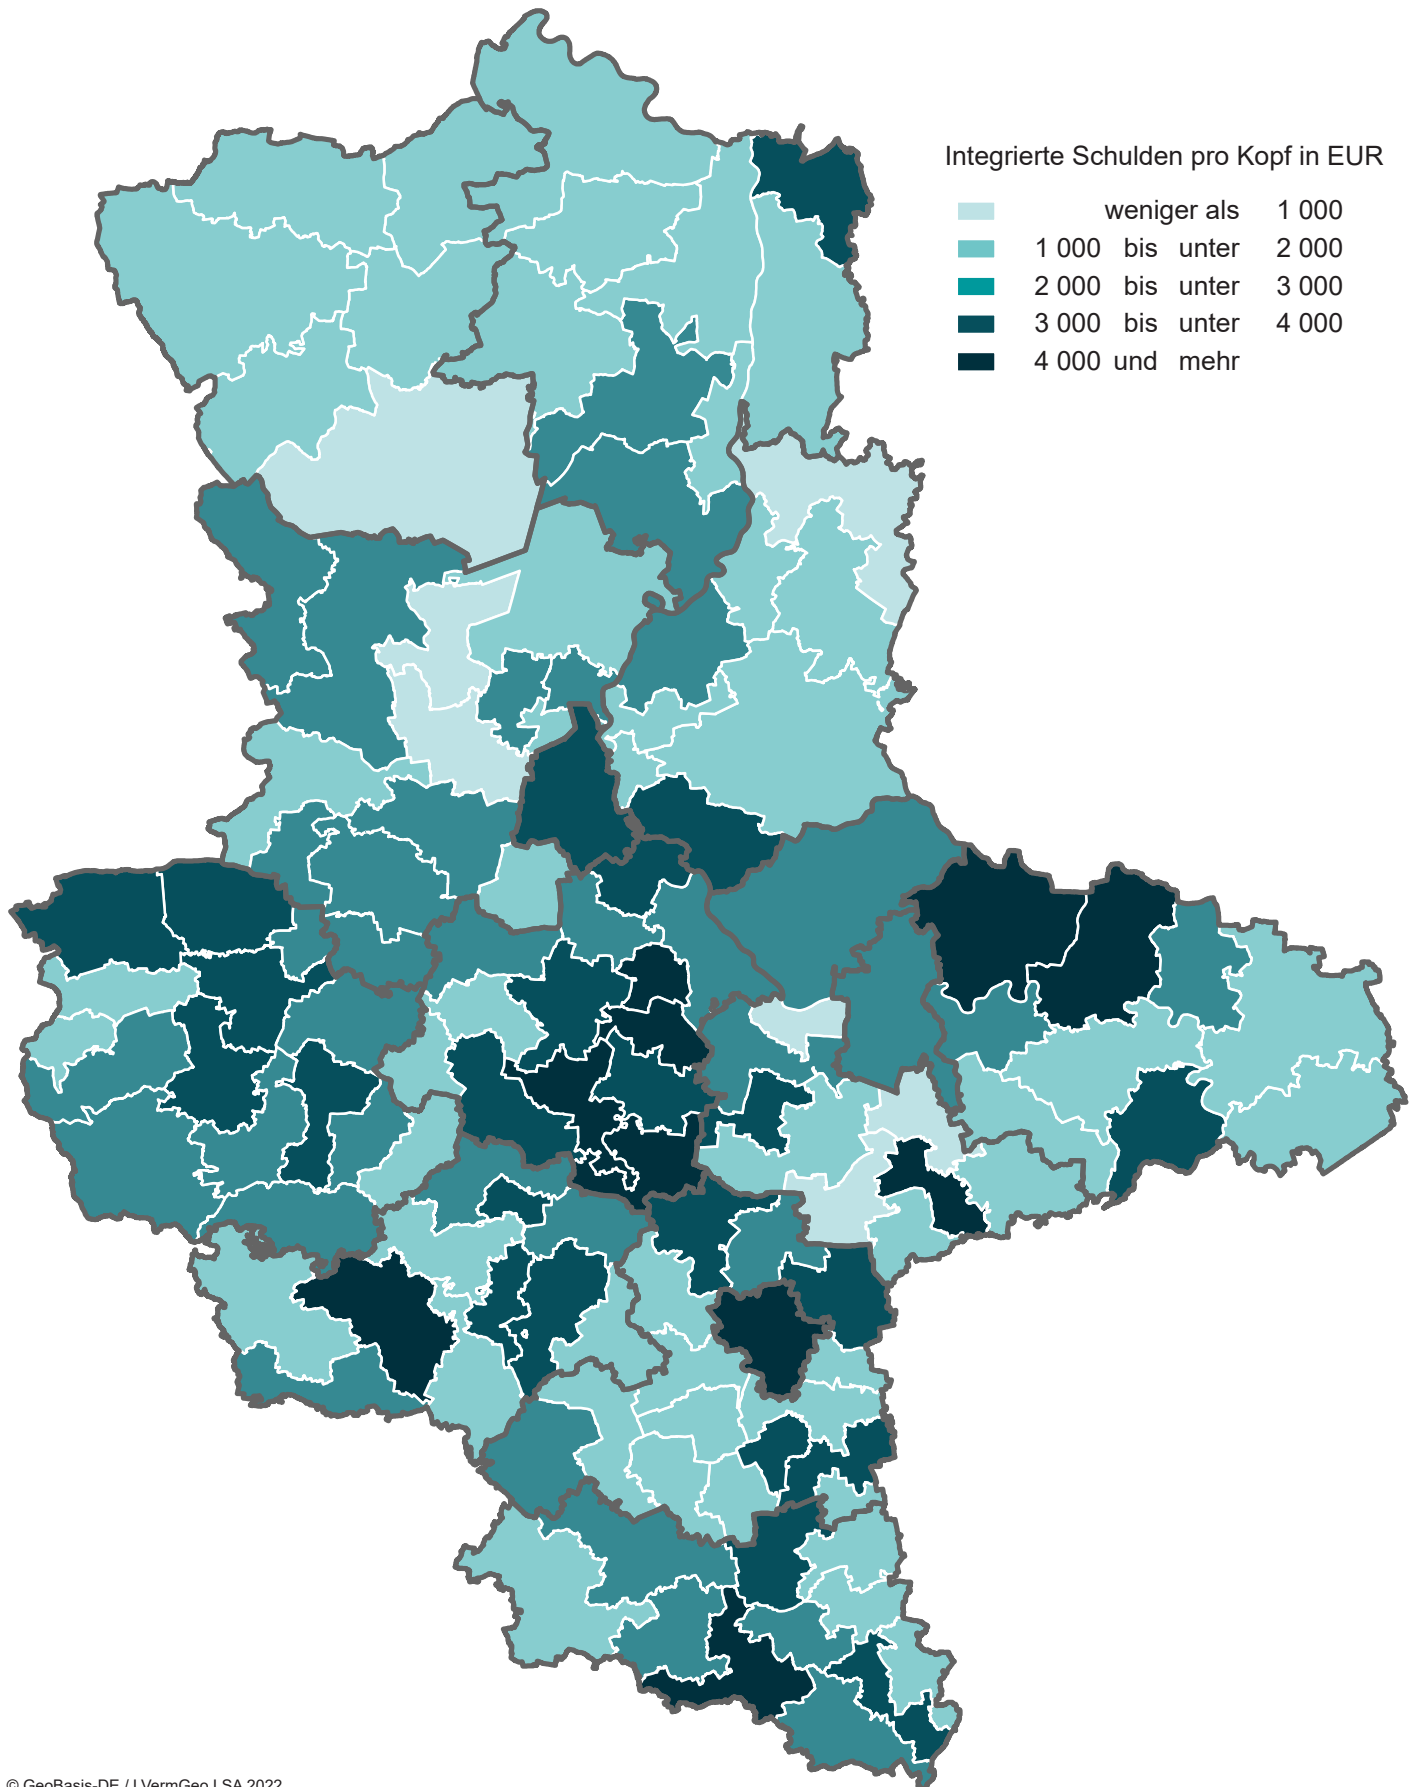 Integrierte Schulden pro Kopf in EUR
weniger als 1 000
1 000 bis unter 2 000
2 000 bis unter 3 000
3 000 bis unter 4 000
4 000 und mehr
© GeoBasis-DE / LVermGeo LSA 2022